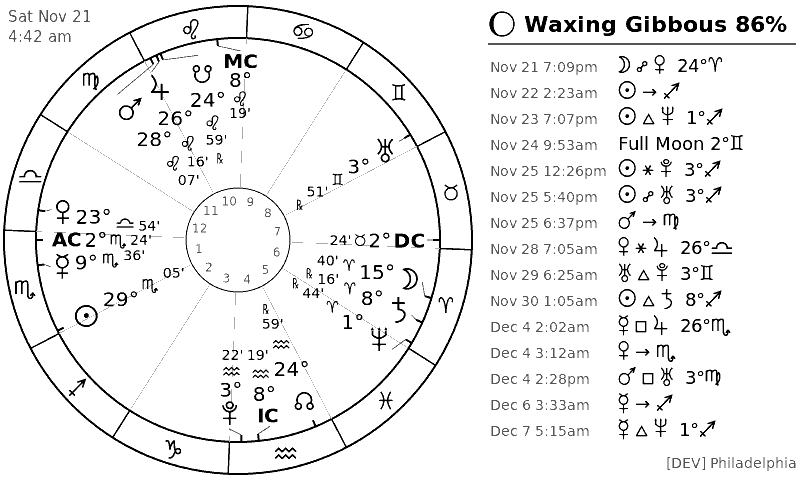 Sat Nov 21
4:42 am
Waxing Gibbous 86%
Nov 21 7:09pm ☽ ☍ ♀ 24°♈
Nov 22 2:23am ☉ → ♐
Nov 23 7:07pm ☉ △ ♆ 1°♐
Nov 24 9:53am Full Moon 2°♊
Nov 25 12:26pm ☉ ⚹ ⯓ 3°♐
Nov 25 5:40pm ☉ ☍ ♅ 3°♐
Nov 25 6:37pm ♂ → ♍
Nov 28 7:05am ♀ ⚹ ♃ 26°♎
Nov 29 6:25am ♅ △ ⯓ 3°♊
Nov 30 1:05am ☉ △ ♄ 8°♐
Dec 4 2:02am ☿ □ ♃ 26°♏
Dec 4 3:12am ♀ → ♏
Dec 4 2:28pm ♂ □ ♅ 3°♍
Dec 6 3:33am ☿ → ♐
Dec 7 5:15am ☿ △ ♆ 1°♐
[DEV] Philadelphia
MC
8°
♌
19'
☋
24°
♌
59'
℞
♃
26°
♌
16'
♂
28°
♌
07'
♅ 3° ♊ 51' ℞
♀ 23° ♎ 54'
AC 2° ♏ 24'
☿ 9° ♏ 36'
☉ 29° ♏ 05'
24' ♉ 2° DC
40' ♈ 15° ☽
℞ 16' ♈ 8° ♄
℞ 44' ♈ 1° ♆
℞
59'
♒
24°
☊
22'
♒
3°
⯓
19'
♒
8°
IC
♌
♋
♊
♉
♈
♓
♒
♑
♐
♏
♎
♍
1
2
3
4
5
6
7
8
9
10
11
12